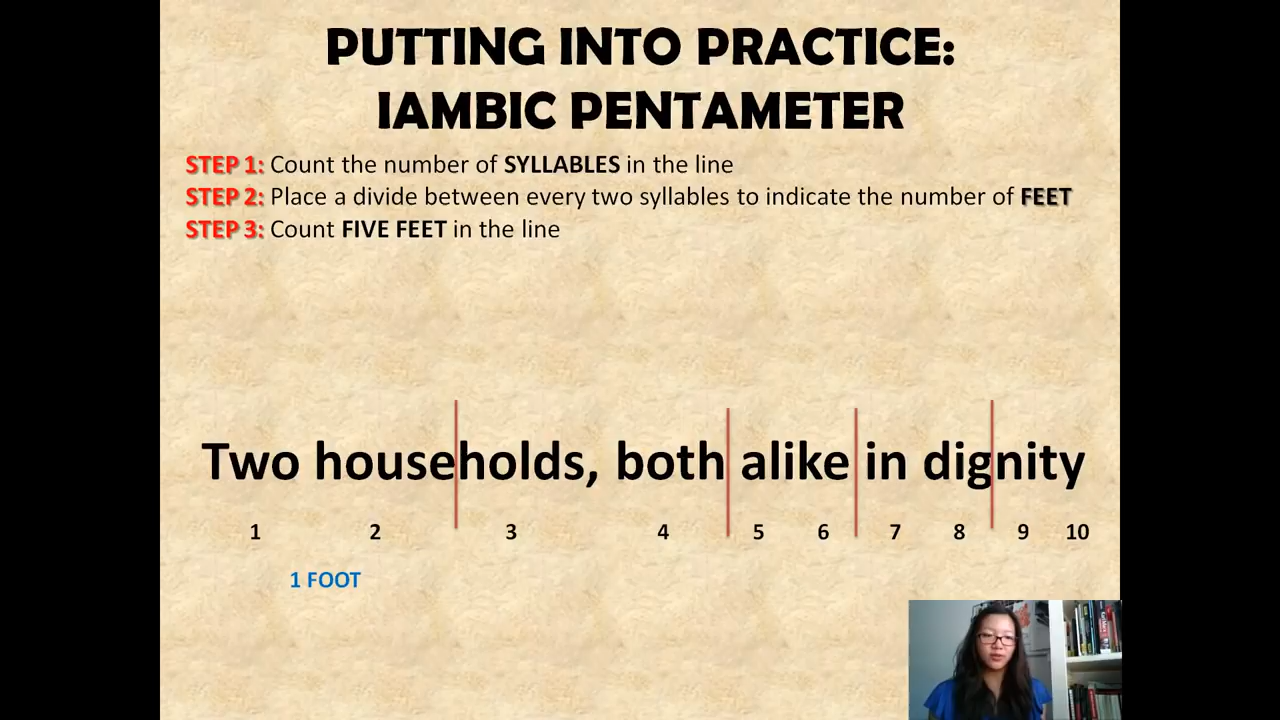 PUTTING INTO PRACTICE:
IAMBIC PENTAMETER
STEP 1: Count the number of SYLLABLES in the line
STEP 2: Place a divide between every two syllables to indicate the number of FEET
STEP 3: Count FIVE FEET in the line
Two households, both alike in dignity
1 2 3 4 5 6 7 8 9 10
1 FOOT